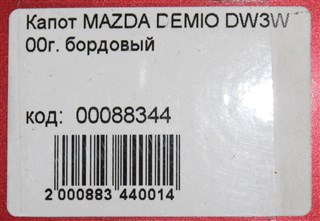 Капот MAZDA DEMIO DW3W
00г. бордовый
код: 00088344
2 000883 440014